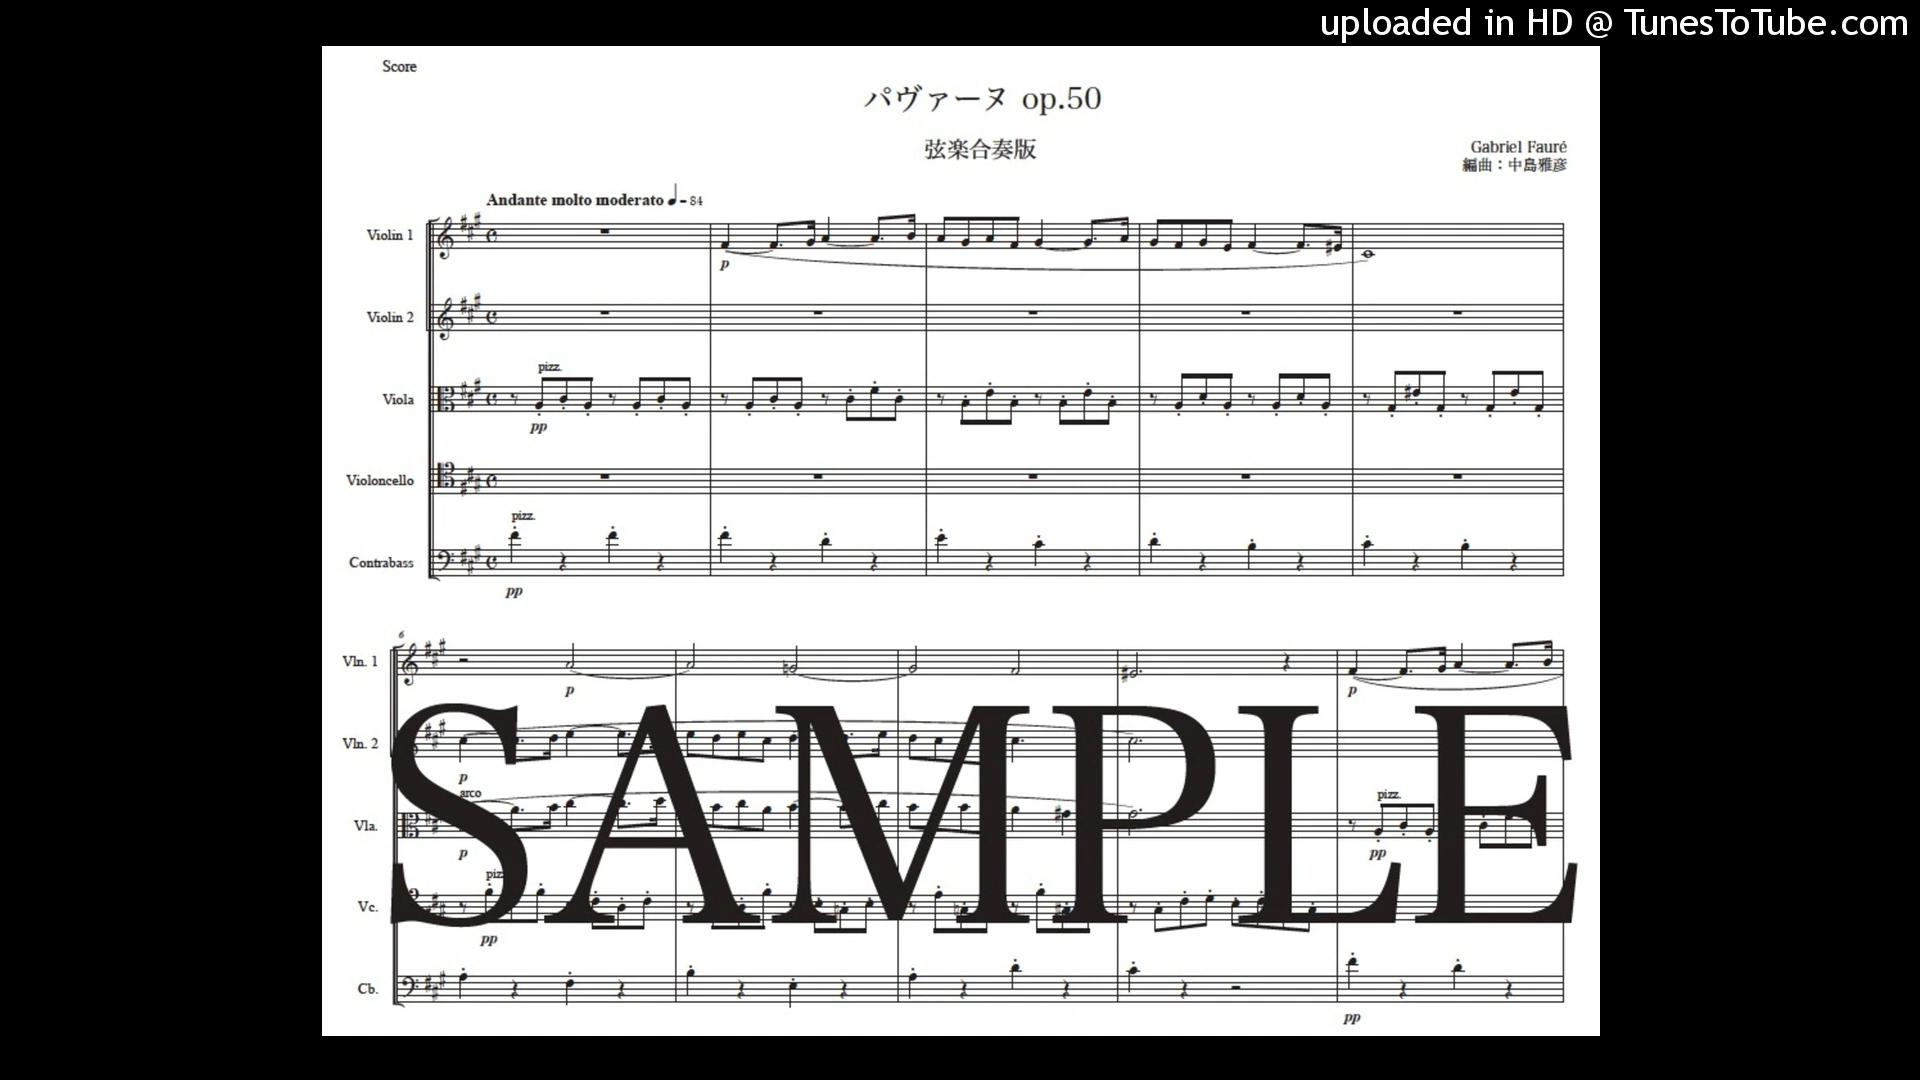 uploaded in HD @ TunesToTube.com
Score
パヴァーヌ op.50
弦楽合奏版
Gabriel Fauré
編曲：中島雅彦
Andante molto moderato ♩=84
Violin 1
p
Violin 2
pizz.
Viola
pp
Violoncello
pizz.
Contrabass
pp
6
Vln. 1
p
p
Vln. 2
p
arco
pizz.
Vla.
p
pp
SAMPLE
pizz.
Vc.
pp
Cb.
pp